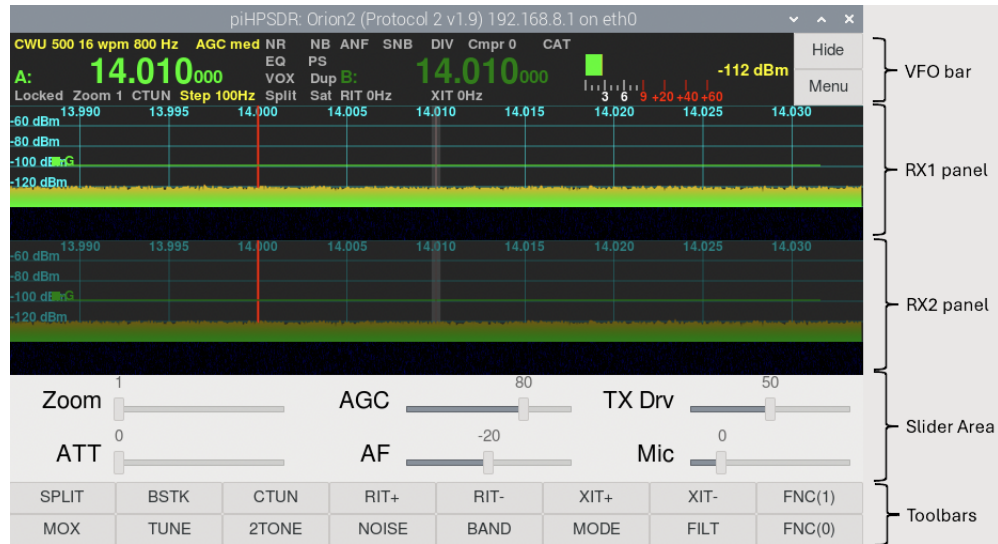 piHPSDR: Orion2 (Protocol 2 v1.9) 192.168.8.1 on eth0
CWU 500 16 wpm 800 Hz AGC med NR NB ANF SNB DIV Cmpr 0 CAT
Hide
EQ PS
A: 14.010000 VOX Dup B: 14.010000 -112 dBm
VFO bar
Menu
Locked Zoom 1 CTUN Step 100Hz Split Sat RIT 0Hz XIT 0Hz
3 6 9 +20 +40 +60
13.990 13.995 14.000 14.005 14.010 14.015 14.020 14.025 14.030
-60 dBm
-80 dBm
-100 dBm G
RX1 panel
-120 dBm
13.990 13.995 14.000 14.005 14.010 14.015 14.020 14.025 14.030
-60 dBm
-80 dBm
-100 dBm G
RX2 panel
-120 dBm
1 80 50
Zoom AGC TX Drv
Slider Area
0 -20 0
ATT AF Mic
SPLIT BSTK CTUN RIT+ RIT- XIT+ XIT- FNC(1)
Toolbars
MOX TUNE 2TONE NOISE BAND MODE FILT FNC(0)